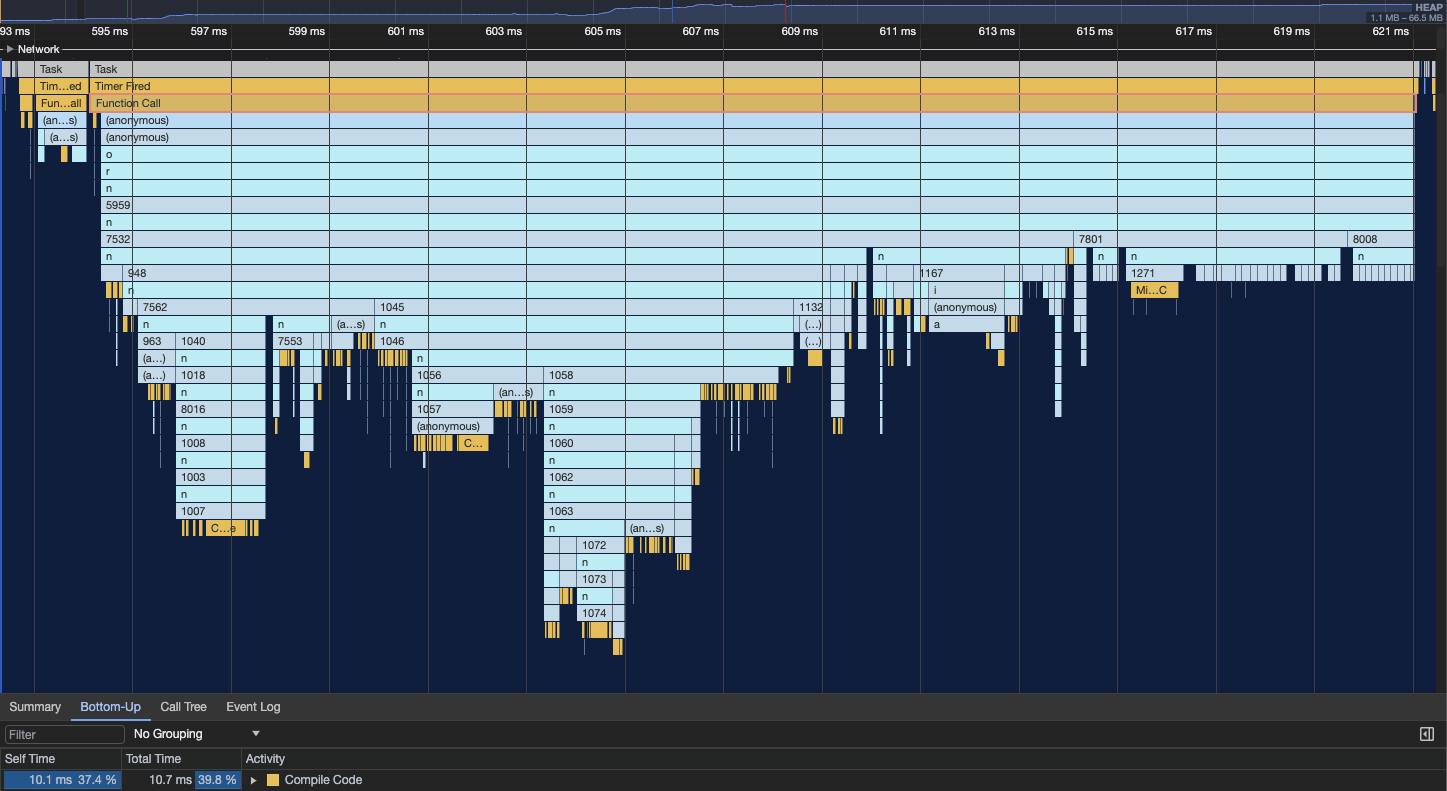 HEAP
1.1 MB – 66.5 MB
93 ms 595 ms 597 ms 599 ms 601 ms 603 ms 605 ms 607 ms 609 ms 611 ms 613 ms 615 ms 617 ms 619 ms 621 ms
Network
Task Task
Tim…ed Timer Fired
Fun…all Function Call
(an…s) (anonymous)
(a…s) (anonymous)
o
r
n
5959
n
7532 7801 8008
n n n n n
948 1167 1271
n i Mi…C
7562 1045 1132 (anonymous)
n n (a…s) n (…) a
963 1040 7553 1046 (…)
(a…) n n
(a…) 1018 1056 1058
n n (an…s) n
8016 1057 1059
n (anonymous) n
1008 C… 1060
n n
1003 1062
n n
1007 1063
C…e n (an…s)
1072
n
1073
n
1074
Summary Bottom-Up Call Tree Event Log
Filter No Grouping
Self Time Total Time Activity
10.1 ms 37.4 % 10.7 ms 39.8 % Compile Code